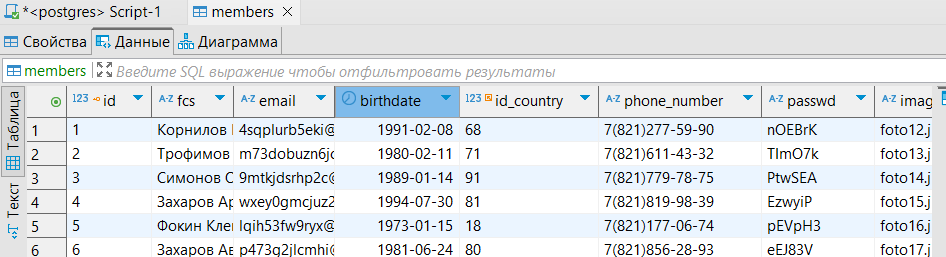 *<postgres> Script-1 members
Свойства Данные Диаграмма
members Введите SQL выражение чтобы отфильтровать результаты
Таблица
Текст
123 id A-Z fcs A-Z email birthdate 123 id_country A-Z phone_number A-Z passwd A-Z imag
1 1 Корнилов 4sqplurb5eki@ 1991-02-08 68 7(821)277-59-90 nOEBrK foto12.j
2 2 Трофимов m73dobuzn6jc 1980-02-11 71 7(821)611-43-32 TlmO7k foto13.j
3 3 Симонов С 9mtkjdsrhp2c@ 1989-01-14 91 7(821)779-78-75 PtwSEA foto14.j
4 4 Захаров Ар wxey0gmcjuz2 1994-07-30 81 7(821)819-98-39 EzwyiP foto15.j
5 5 Фокин Кле lqih53fw9ryx@ 1973-01-15 18 7(821)177-06-74 pEVpH3 foto16.j
6 6 Захаров Ав p473q2jlcmhi@ 1981-06-24 80 7(821)856-28-93 eEJ83V foto17.j